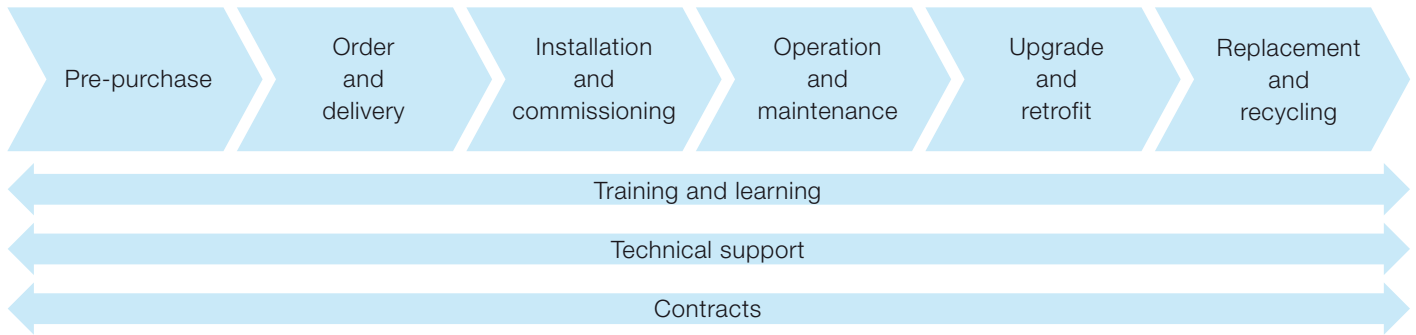 Pre-purchase
Order
and
delivery
Installation
and
commissioning
Operation
and
maintenance
Upgrade
and
retrofit
Replacement
and
recycling
Training and learning
Technical support
Contracts